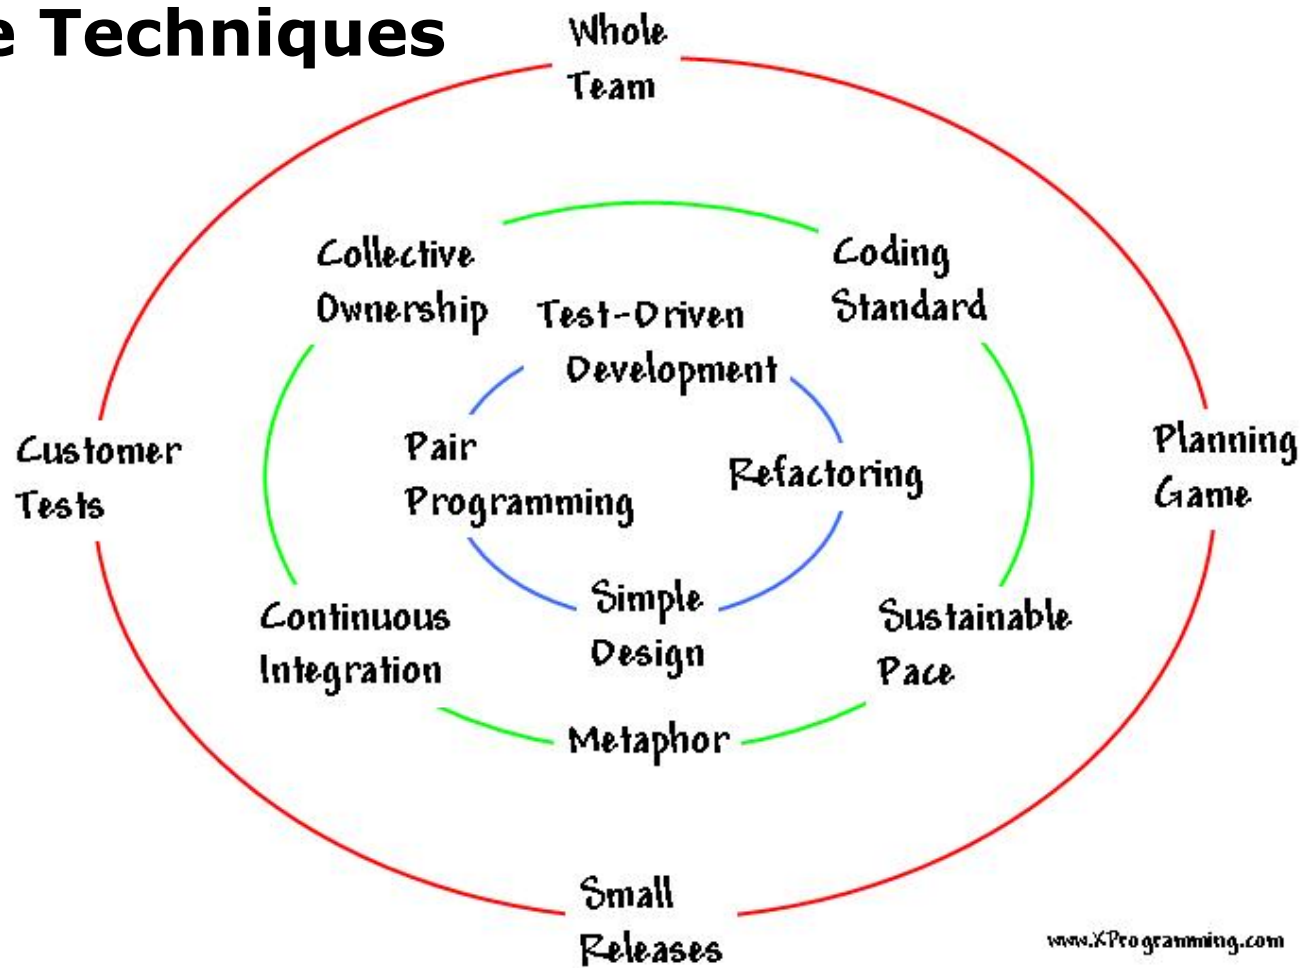 e Techniques
Whole
Team
Collective
Ownership
Coding
Standard
Test-Driven
Development
Customer
Tests
Pair
Programming
Refactoring
Planning
Game
Continuous
Integration
Simple
Design
Sustainable
Pace
Metaphor
Small
Releases
www.XProgramming.com